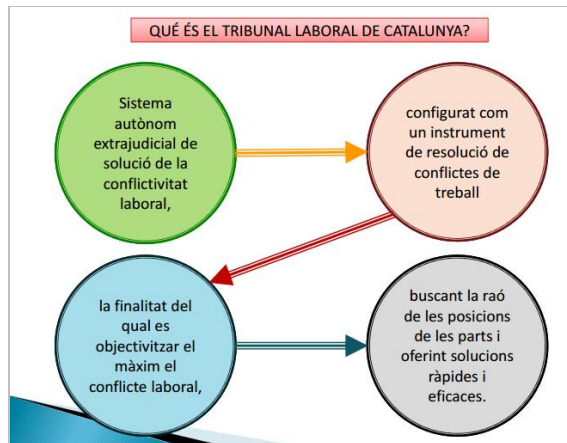 QUÉ ÉS EL TRIBUNAL LABORAL DE CATALUNYA?
Sistema
autònom
extrajudicial de
solució de la
conflictivitat
laboral,
configurat com
un instrument
de resolució de
conflictes de
treball
la finalitat del
qual es
objectivitzar el
màxim el
conflicte laboral,
buscant la raó
de les posicions
de les parts i
oferint solucions
ràpides i
eficaces.